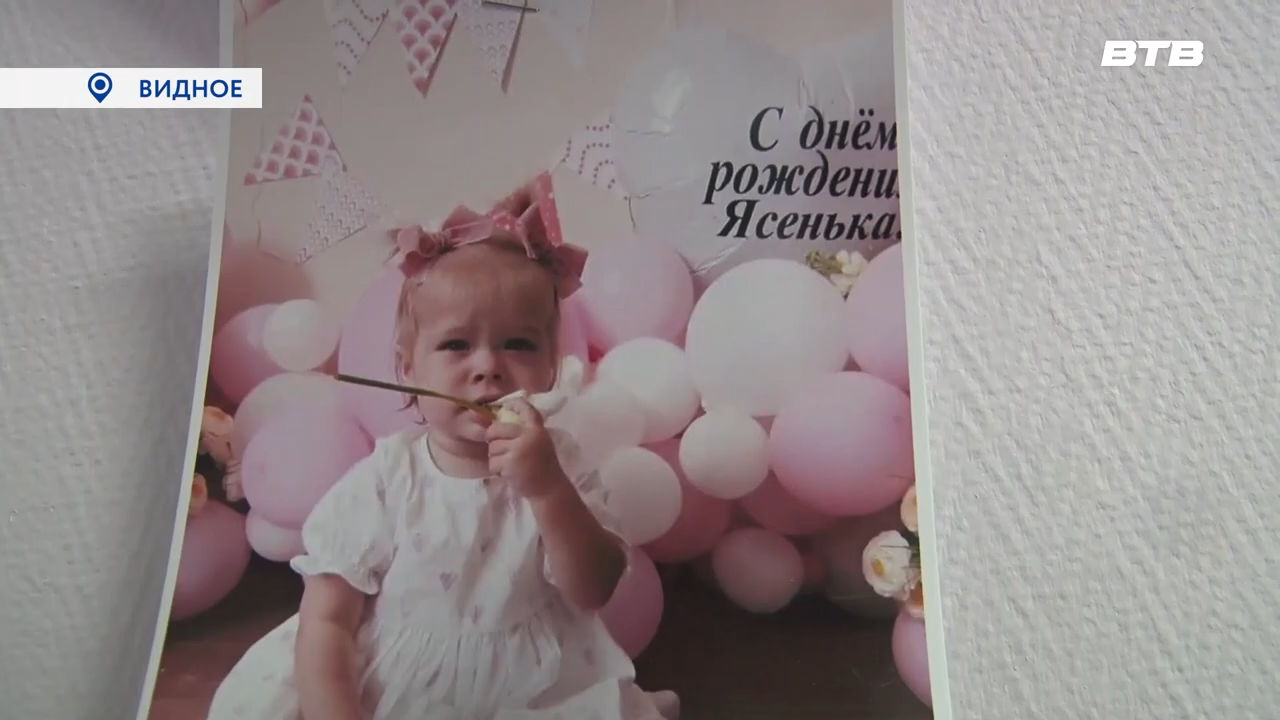 ВИДНОЕ
ВТВ
С днём
рождени
Ясенька